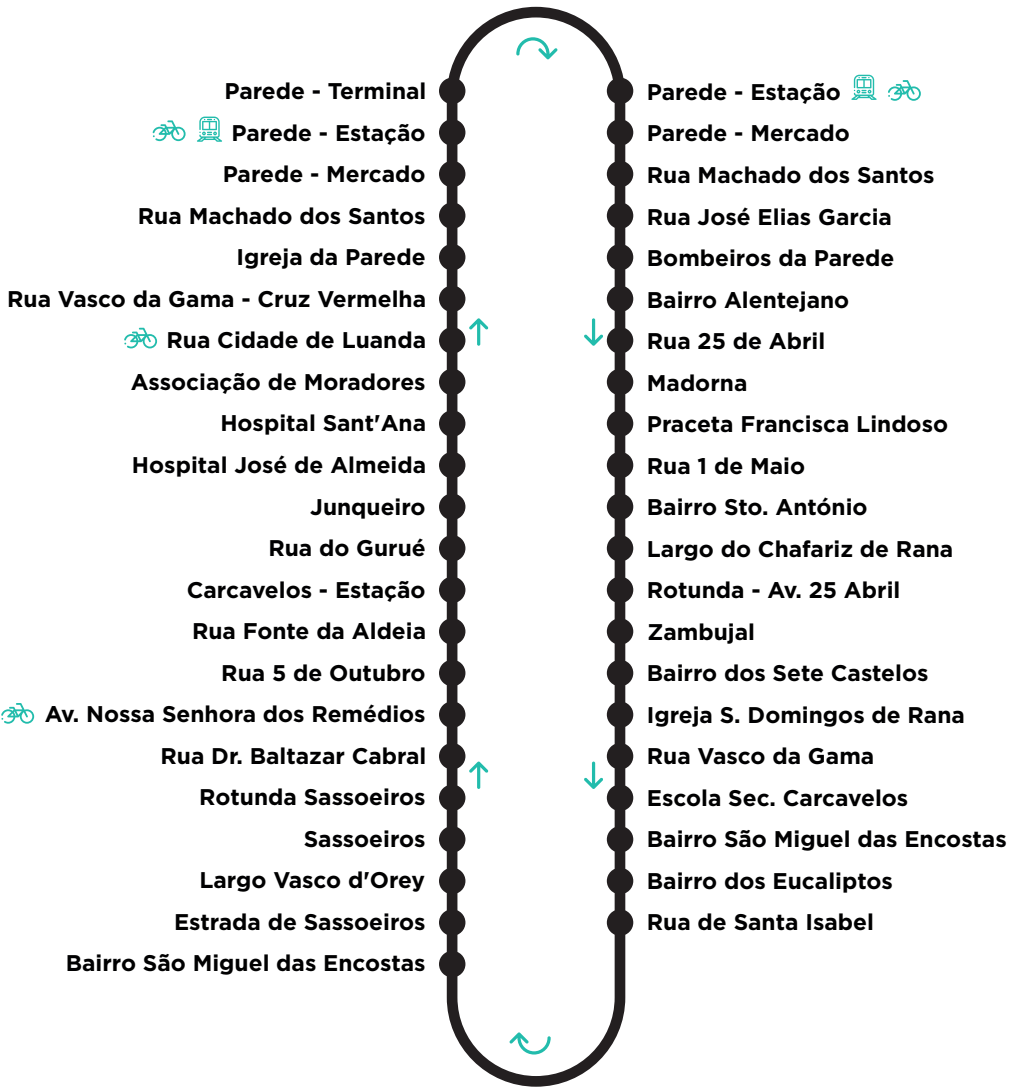 Parede - Terminal
Parede - Estação
Parede - Mercado
Rua Machado dos Santos
Igreja da Parede
Rua Vasco da Gama - Cruz Vermelha
Rua Cidade de Luanda
Associação de Moradores
Hospital Sant'Ana
Hospital José de Almeida
Junqueiro
Rua do Gurué
Carcavelos - Estação
Rua Fonte da Aldeia
Rua 5 de Outubro
Av. Nossa Senhora dos Remédios
Rua Dr. Baltazar Cabral
Rotunda Sassoeiros
Sassoeiros
Largo Vasco d'Orey
Estrada de Sassoeiros
Bairro São Miguel das Encostas
Parede - Estação
Parede - Mercado
Rua Machado dos Santos
Rua José Elias Garcia
Bombeiros da Parede
Bairro Alentejano
Rua 25 de Abril
Madorna
Praceta Francisca Lindoso
Rua 1 de Maio
Bairro Sto. António
Largo do Chafariz de Rana
Rotunda - Av. 25 Abril
Zambujal
Bairro dos Sete Castelos
Igreja S. Domingos de Rana
Rua Vasco da Gama
Escola Sec. Carcavelos
Bairro São Miguel das Encostas
Bairro dos Eucaliptos
Rua de Santa Isabel